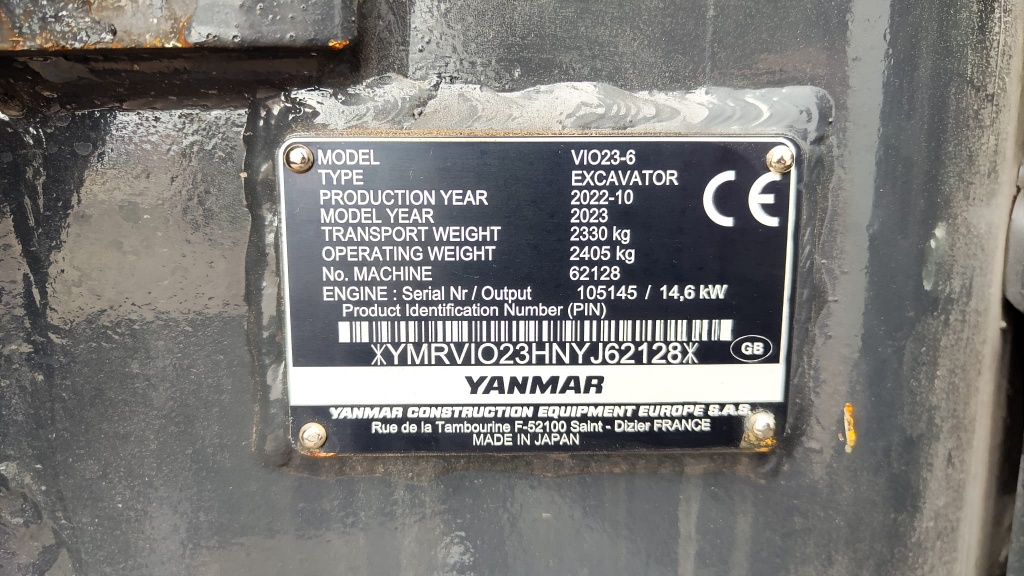 MODEL VIO23-6
TYPE EXCAVATOR
PRODUCTION YEAR 2022-10
MODEL YEAR 2023
TRANSPORT WEIGHT 2330 kg
OPERATING WEIGHT 2405 kg
No. MACHINE 62128
ENGINE : Serial Nr / Output 105145 / 14,6 kW
Product Identification Number (PIN)
YMRVIO23HNYJ62128
GB
YANMAR
YANMAR CONSTRUCTION EQUIPMENT EUROPE S.A.S.
Rue de la Tambourine F-52100 Saint - Dizier FRANCE
MADE IN JAPAN
CE